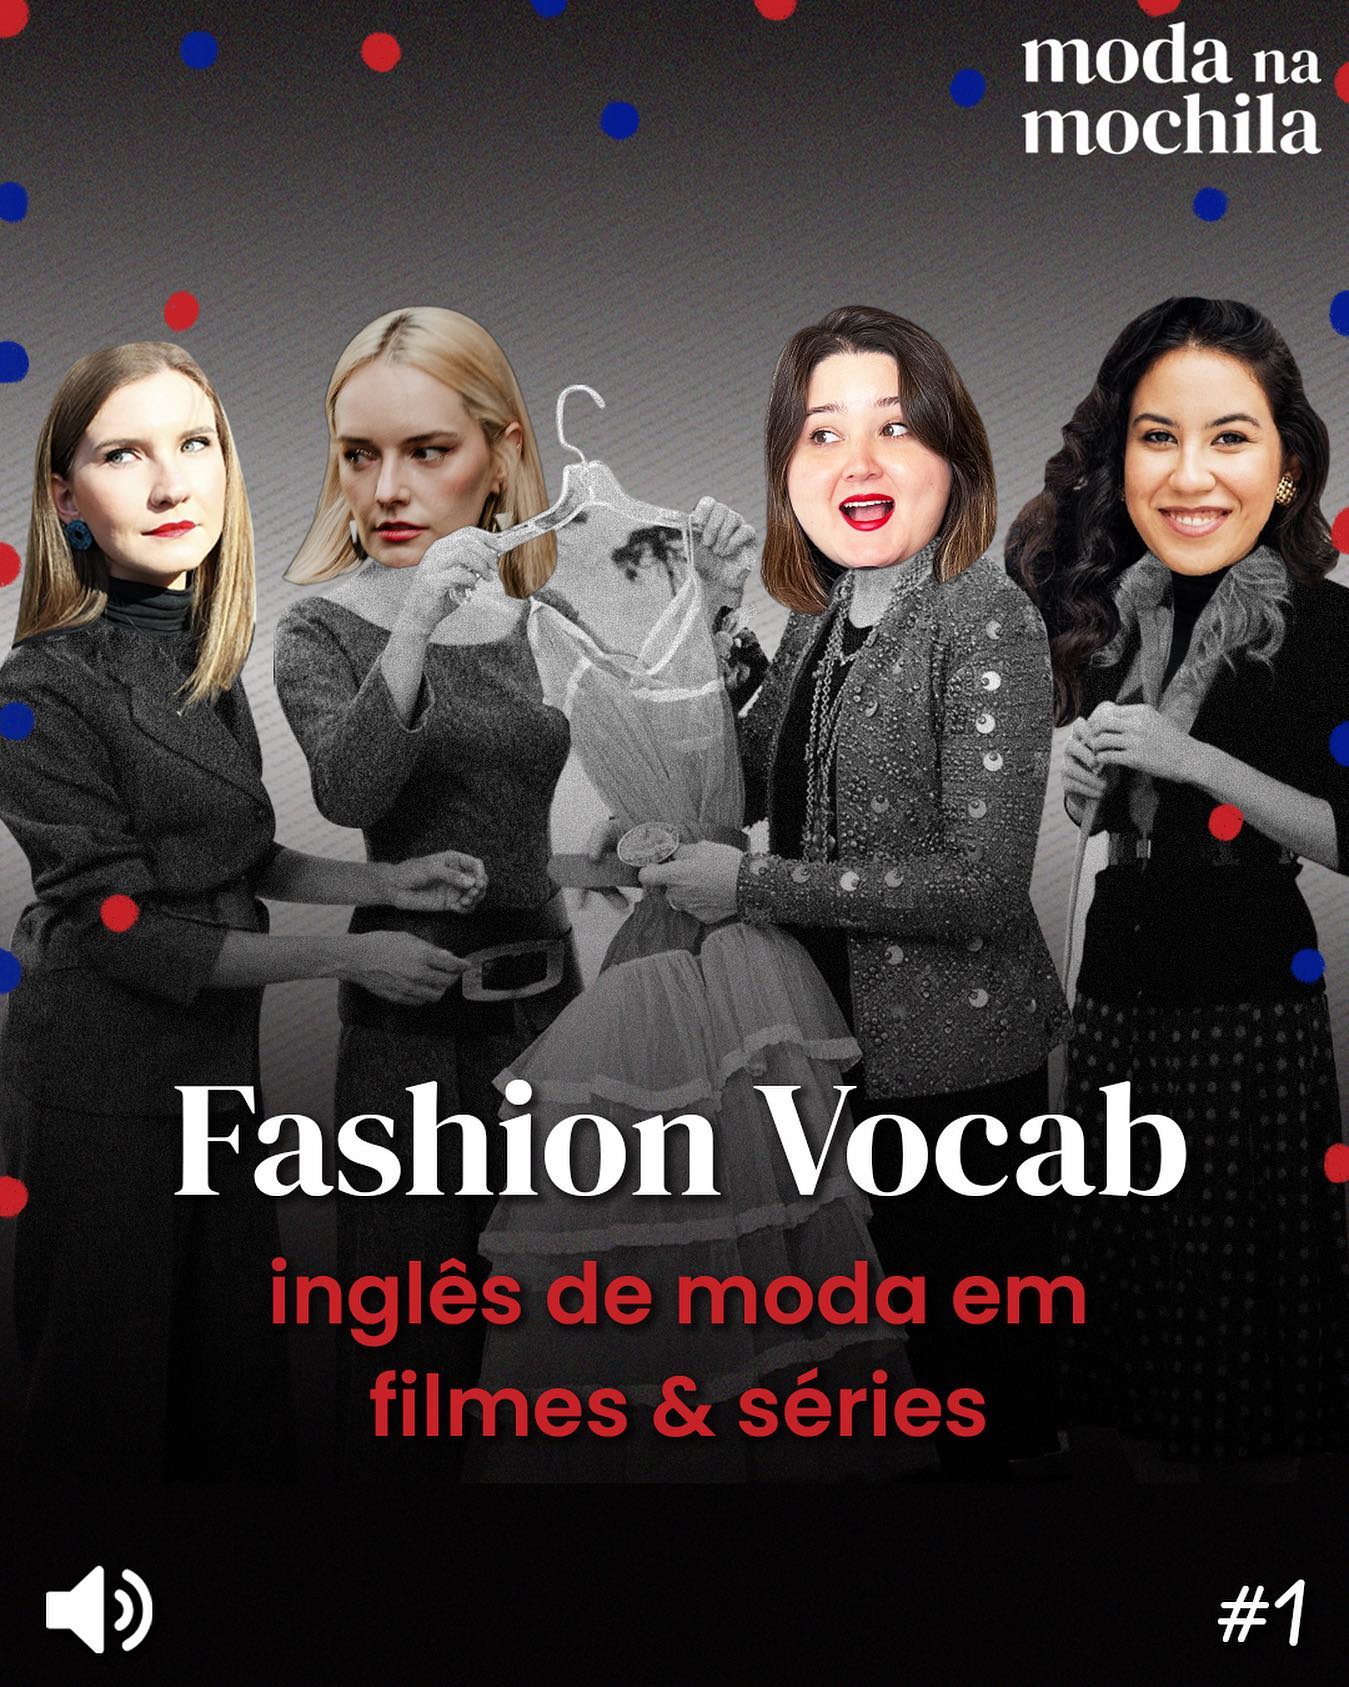 moda na
mochila
Fashion Vocab
inglês de moda em
filmes & séries
#1